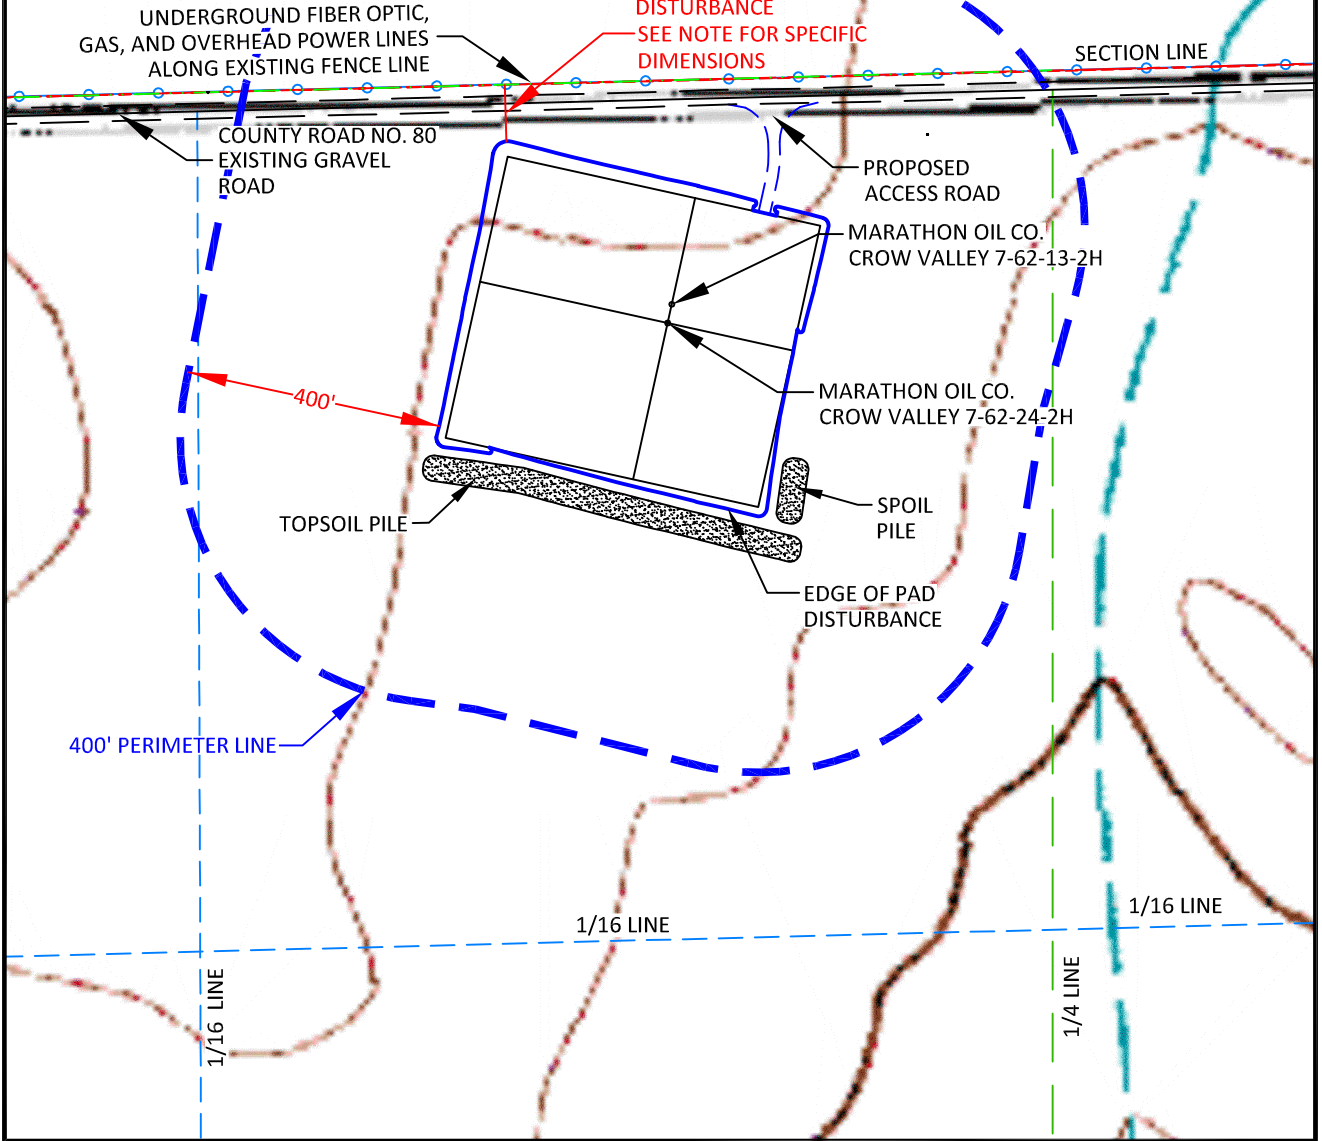 UNDERGROUND FIBER OPTIC,
GAS, AND OVERHEAD POWER LINES
ALONG EXISTING FENCE LINE
DISTURBANCE
SEE NOTE FOR SPECIFIC
DIMENSIONS
SECTION LINE
COUNTY ROAD NO. 80
EXISTING GRAVEL
ROAD
PROPOSED
ACCESS ROAD
MARATHON OIL CO.
CROW VALLEY 7-62-13-2H
400'
MARATHON OIL CO.
CROW VALLEY 7-62-24-2H
TOPSOIL PILE
SPOIL
PILE
EDGE OF PAD
DISTURBANCE
400' PERIMETER LINE
1/16 LINE
1/16 LINE
1/16 LINE
1/4 LINE